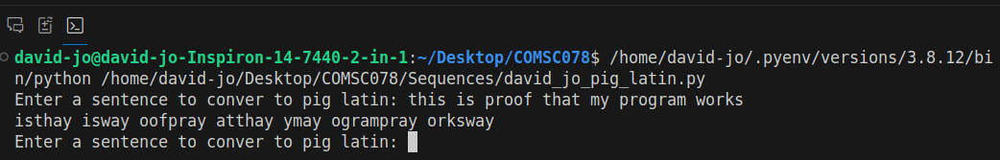 david-jo@david-jo-Inspiron-14-7440-2-in-1:~/Desktop/COMSC078$ /home/david-jo/.pyenv/versions/3.8.12/bi
n/python /home/david-jo/Desktop/COMSC078/Sequences/david_jo_pig_latin.py
Enter a sentence to conver to pig latin: this is proof that my program works
isthay isway oofpray atthay ymay ogrampray orksway
Enter a sentence to conver to pig latin: